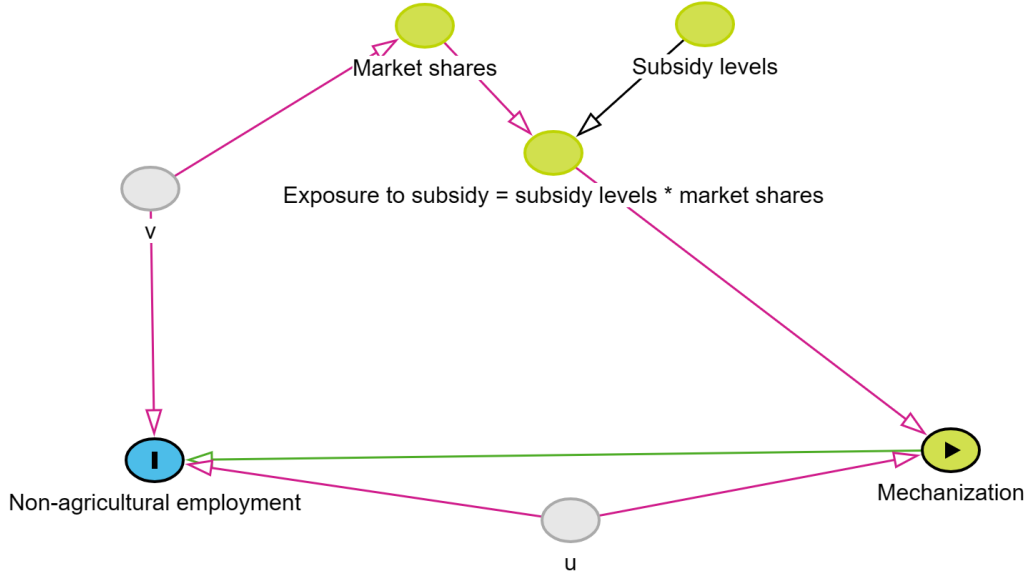 Market shares
Subsidy levels
Exposure to subsidy = subsidy levels * market shares
v
Non-agricultural employment
Mechanization
u